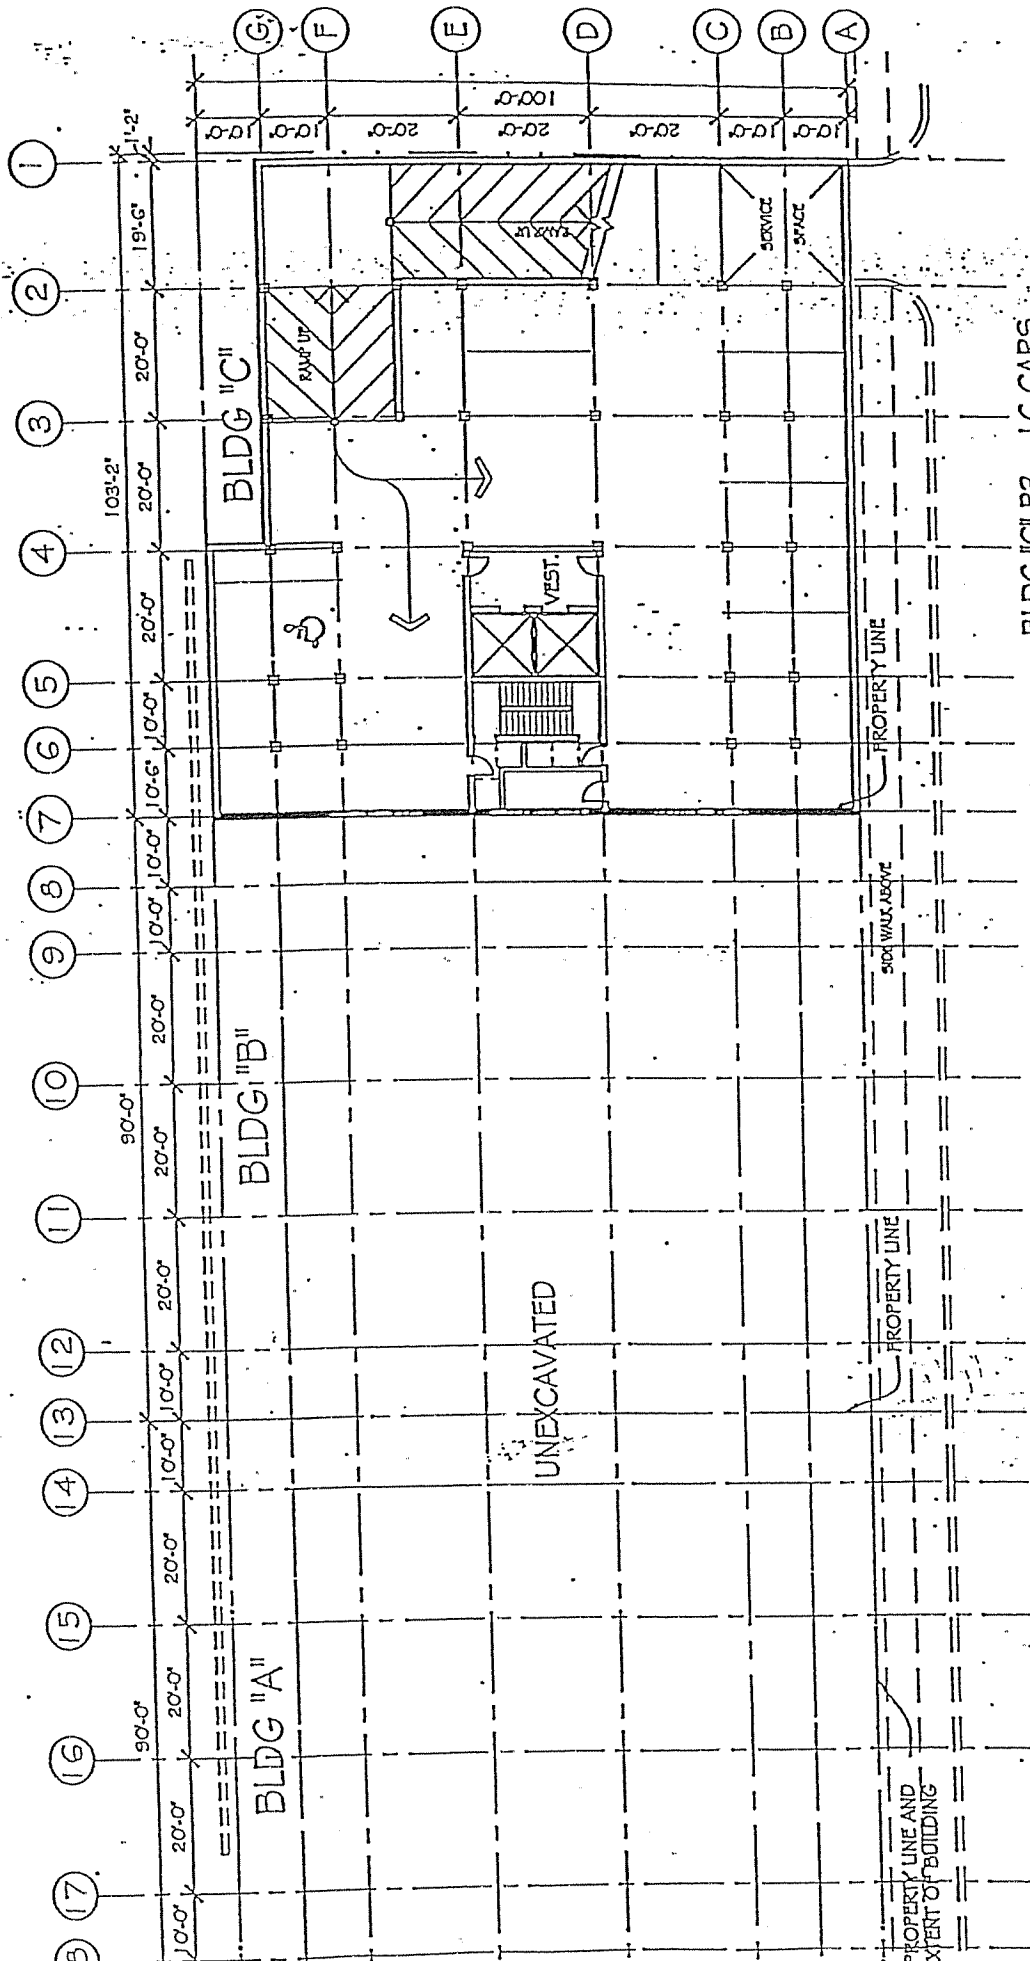 G
F
E
D
C
B
A
100'-0"
10'-0"
10'-0"
20'-0"
20'-0"
20'-0"
10'-0"
10'-0"
1
2
3
4
5
6
7
8
9
10
11
12
13
14
15
16
17
1'-2"
19'-6"
20'-0"
20'-0"
20'-0"
10'-0"
10'-6"
10'-0"
10'-0"
20'-0"
20'-0"
20'-0"
10'-0"
10'-0"
20'-0"
20'-0"
20'-0"
10'-0"
103'-2"
90'-0"
90'-0"
BLDG "C"
BLDG "B"
BLDG "A"
RAMP UP
RAMP UP
SERVICE
SPACE
VEST.
UNEXCAVATED
PROPERTY LINE
SIDE WALK ABOVE
PROPERTY LINE
PROPERTY LINE AND
EXTENT OF BUILDING